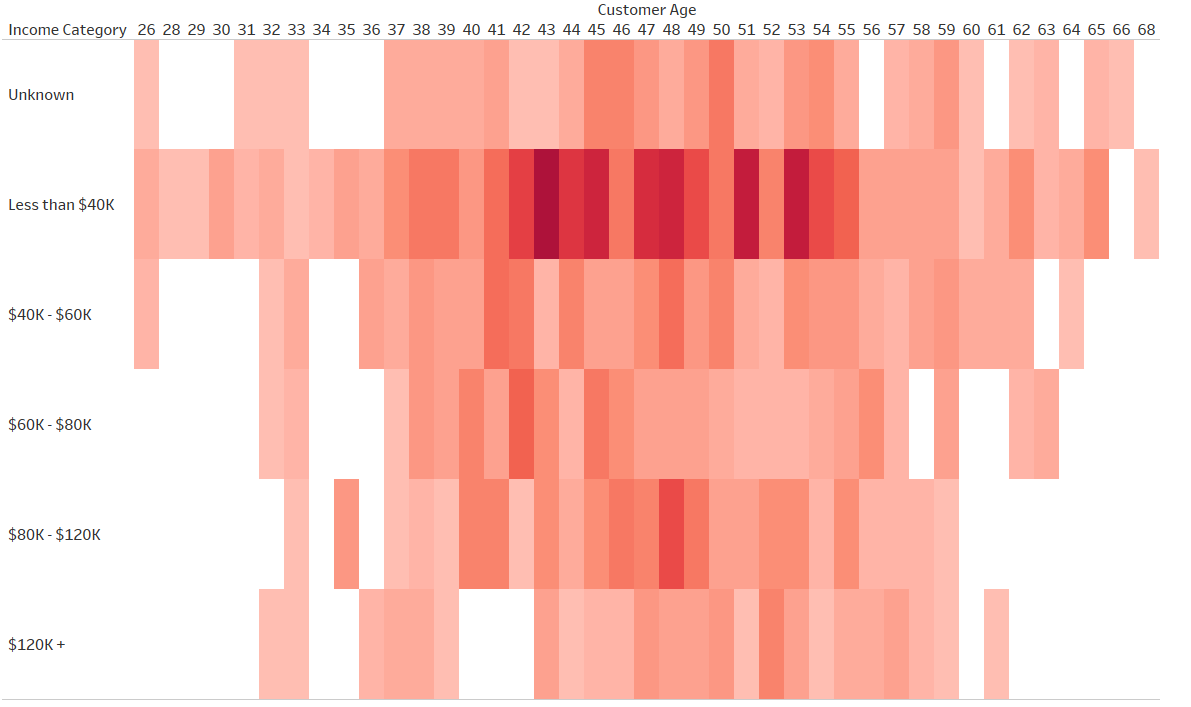 Customer Age
Income Category 26 28 29 30 31 32 33 34 35 36 37 38 39 40 41 42 43 44 45 46 47 48 49 50 51 52 53 54 55 56 57 58 59 60 61 62 63 64 65 66 68
Unknown
Less than $40K
$40K - $60K
$60K - $80K
$80K - $120K
$120K +